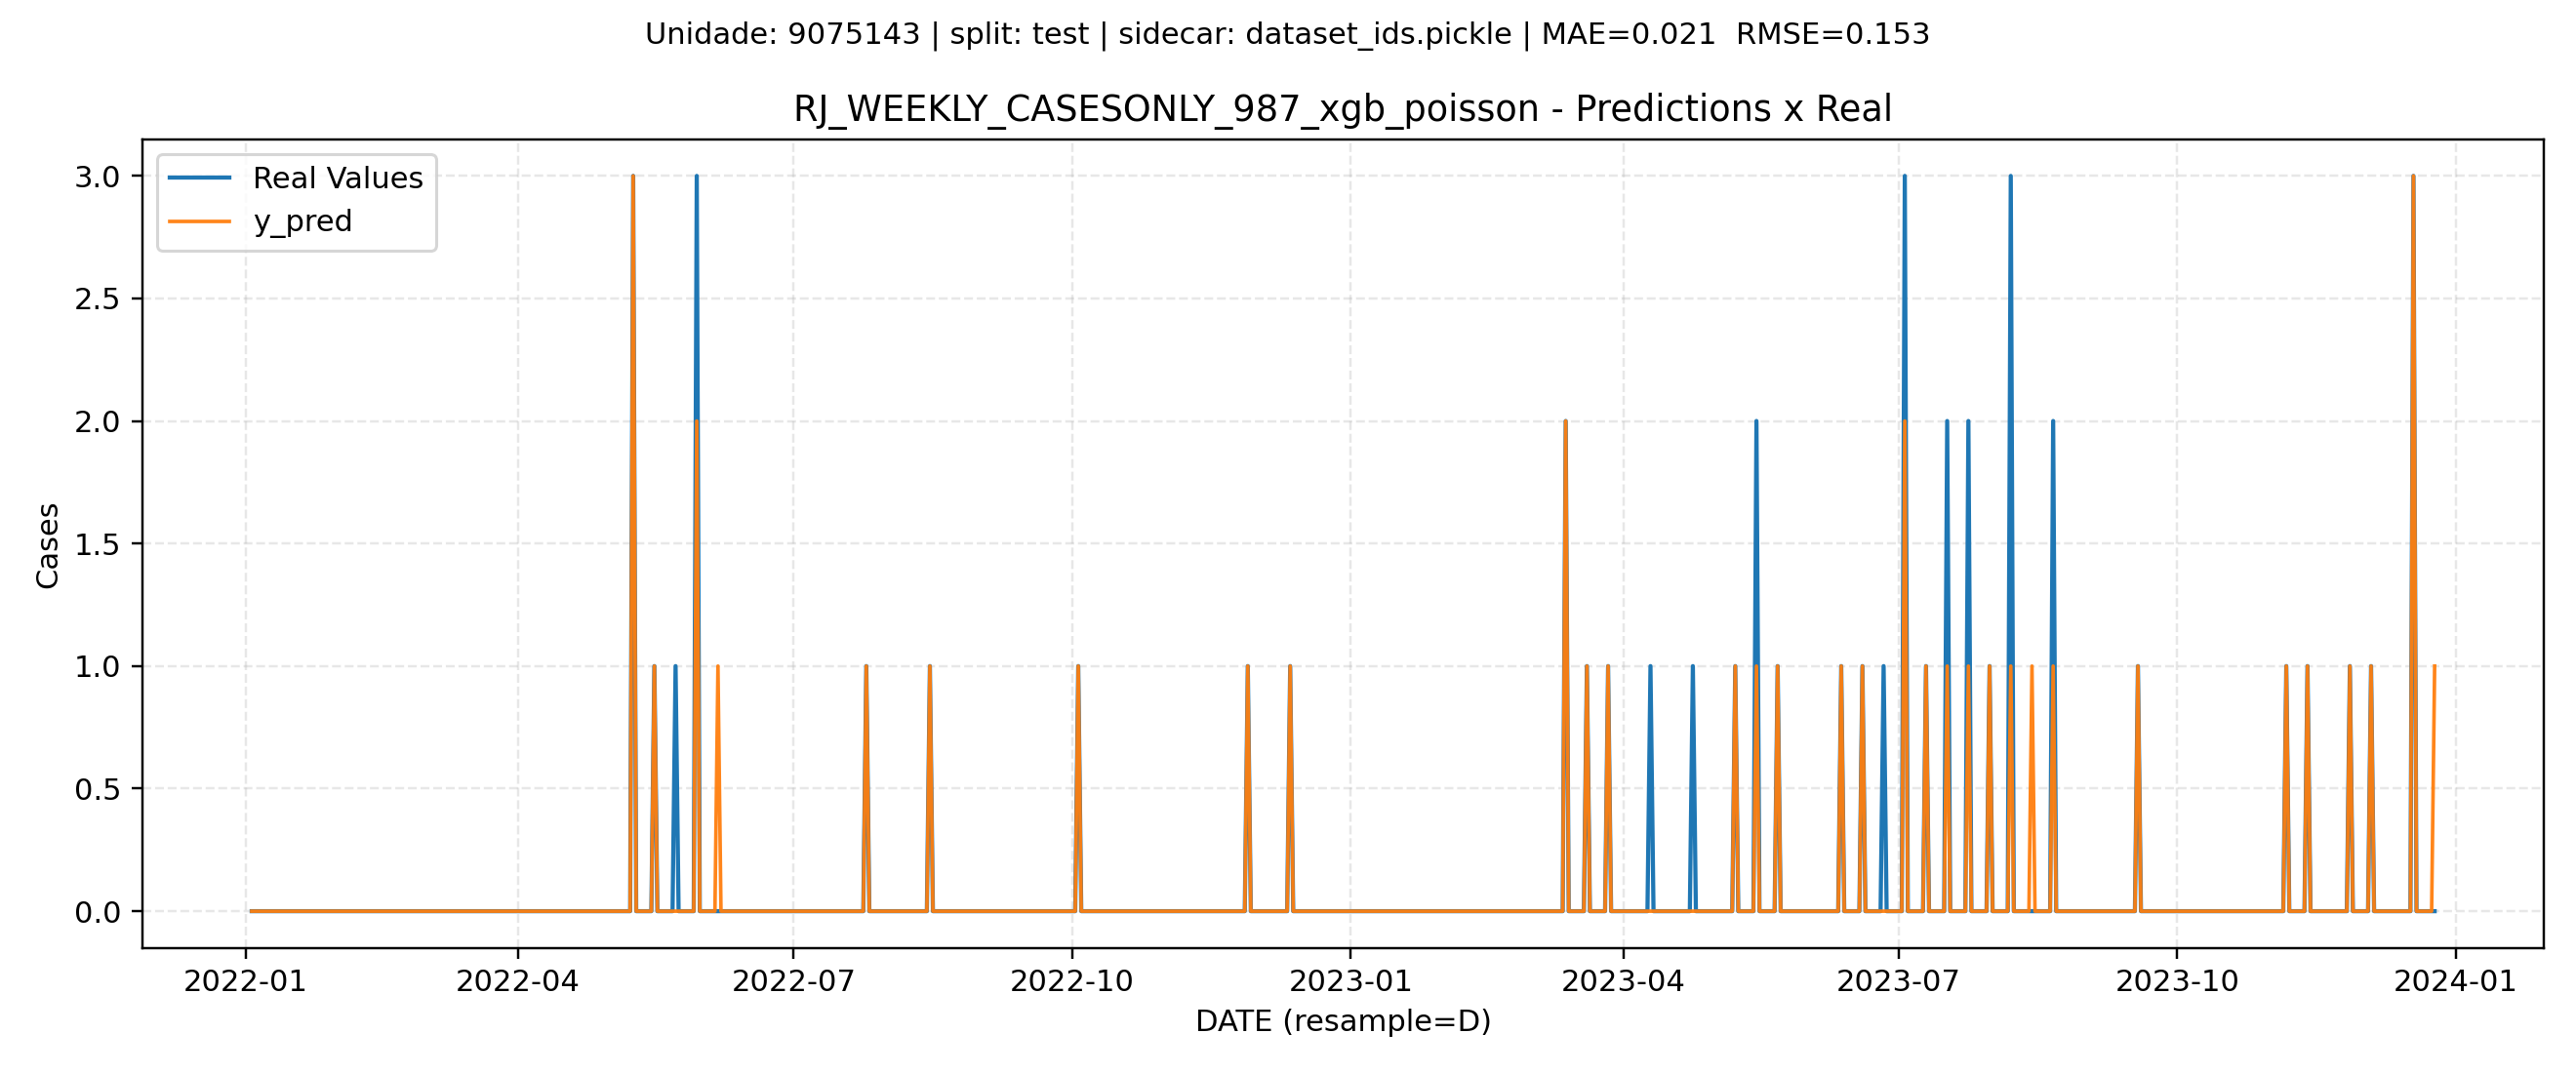 Unidade: 9075143 | split: test | sidecar: dataset_ids.pickle | MAE=0.021  RMSE=0.153
RJ_WEEKLY_CASESONLY_987_xgb_poisson - Predictions x Real
Real Values
y_pred
3.0
2.5
2.0
1.5
1.0
0.5
0.0
Cases
2022-01
2022-04
2022-07
2022-10
2023-01
2023-04
2023-07
2023-10
2024-01
DATE (resample=D)